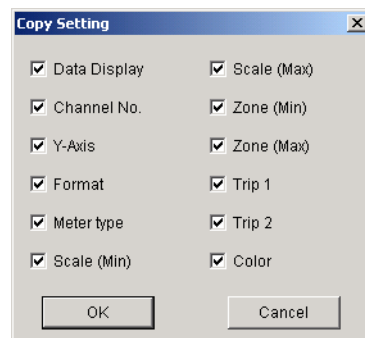 Copy Setting
Data Display
Scale (Max)
Channel No.
Zone (Min)
Y-Axis
Zone (Max)
Format
Trip 1
Meter type
Trip 2
Scale (Min)
Color
OK
Cancel